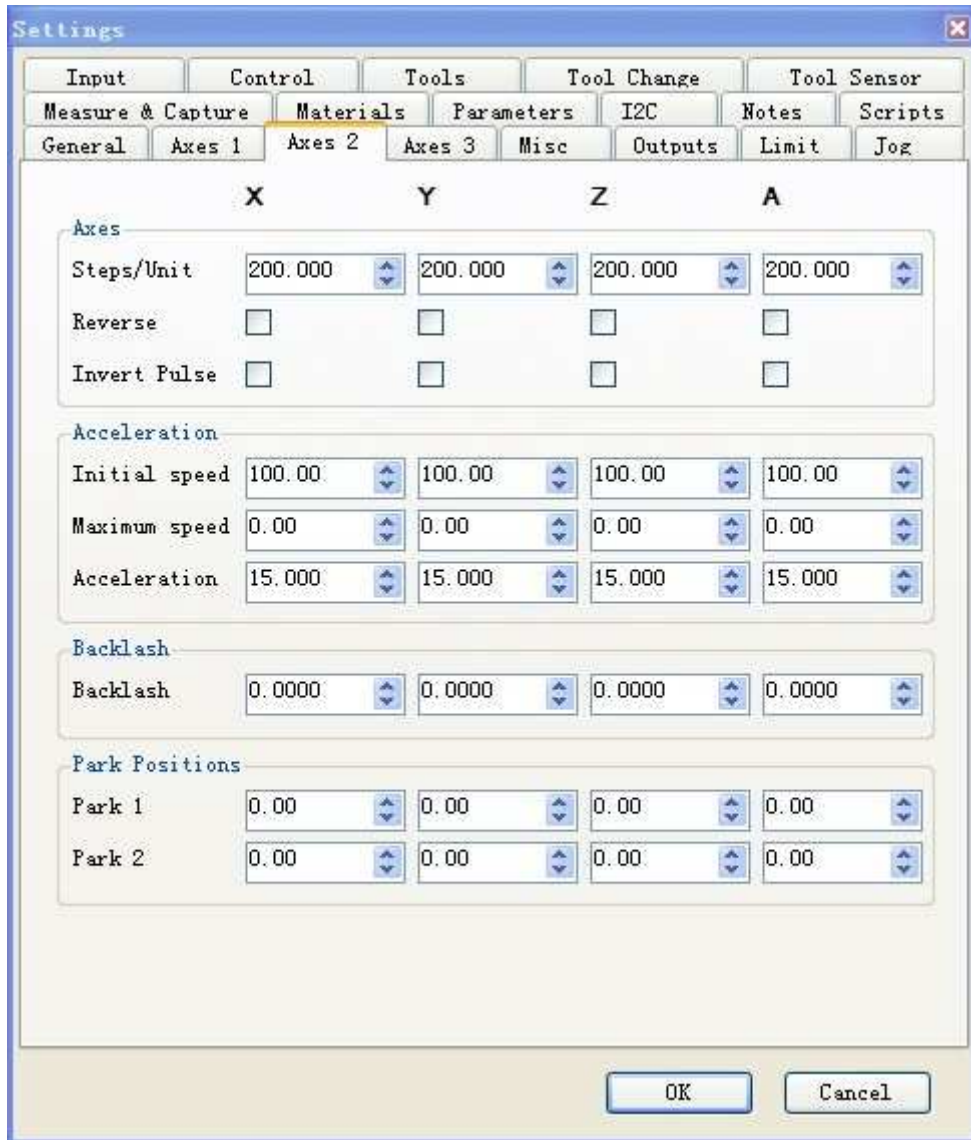 Settings
Input Control Tools Tool Change Tool Sensor
Measure & Capture Materials Parameters I2C Notes Scripts
General Axes 1 Axes 2 Axes 3 Misc Outputs Limit Jog
X Y Z A
Axes
Steps/Unit 200.000 200.000 200.000 200.000
Reverse
Invert Pulse
Acceleration
Initial speed 100.00 100.00 100.00 100.00
Maximum speed 0.00 0.00 0.00 0.00
Acceleration 15.000 15.000 15.000 15.000
Backlash
Backlash 0.0000 0.0000 0.0000 0.0000
Park Positions
Park 1 0.00 0.00 0.00 0.00
Park 2 0.00 0.00 0.00 0.00
OK Cancel